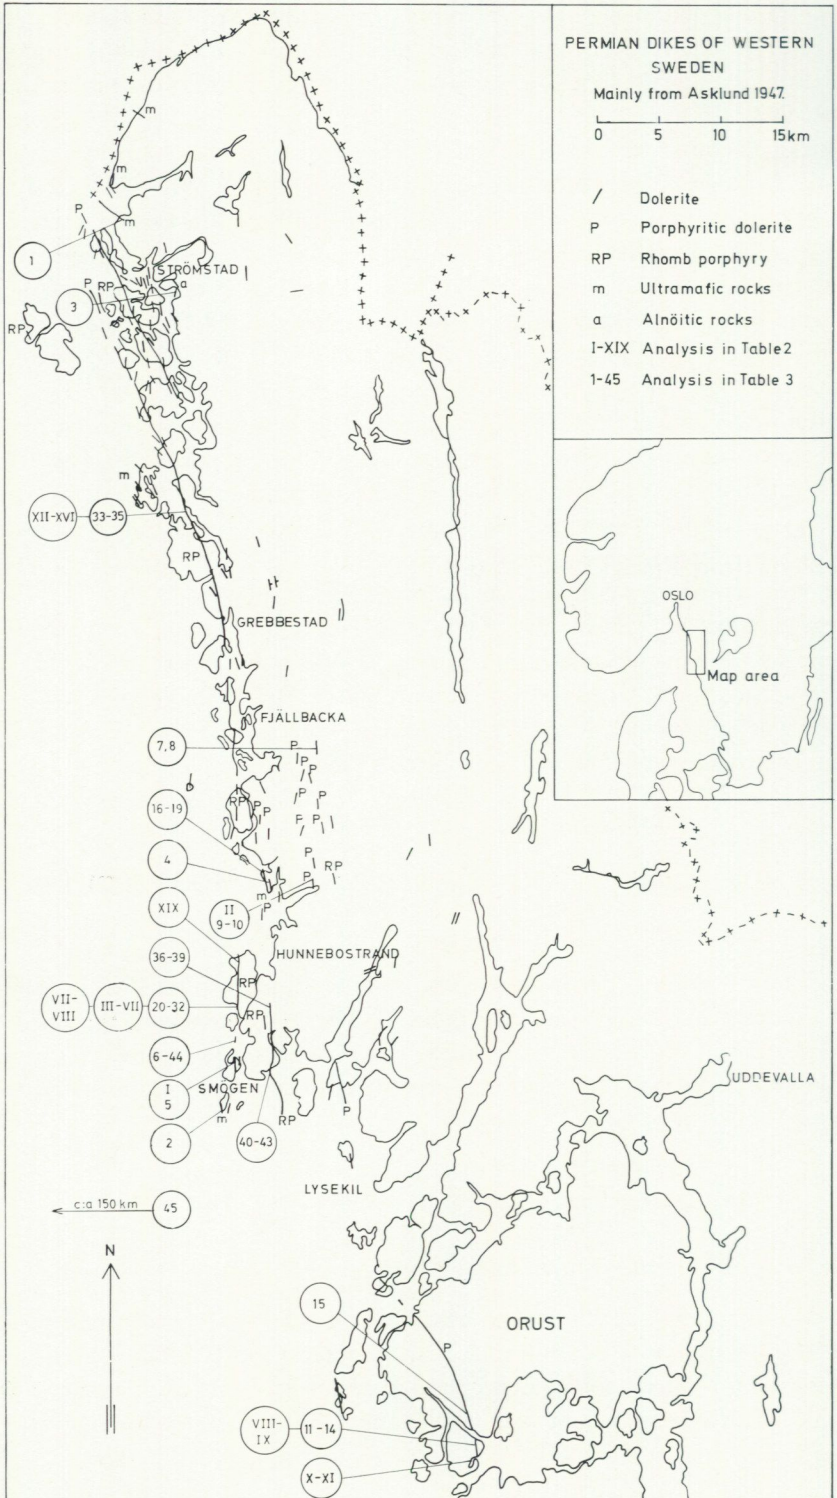 PERMIAN DIKES OF WESTERN
SWEDEN
Mainly from Asklund 1947.
0 5 10 15km
/ Dolerite
P Porphyritic dolerite
RP Rhomb porphyry
m Ultramafic rocks
a Alnöitic rocks
I-XIX Analysis in Table 2
1-45 Analysis in Table 3
OSLO
Map area
m
m
P
m
1
STRÖMSTAD
a
P RP
3
RP
m
XII-XVI 33-35
RP
GREBBESTAD
FJÄLLBACKA
7,8
P
P
P
P P
RP
16-19
P
P
P P
P
RP
4
P
m
II
9-10
P
XIX
HUNNEBOSTRAND
36-39
RP
VII-
VIII
III-VII
20-32
RP
6-44
I
5
SMÖGEN
UDDEVALLA
2
m
40-43
RP
P
LYSEKIL
c:a 150 km
45
N
15
ORUST
P
VIII-
IX
11-14
X-XI